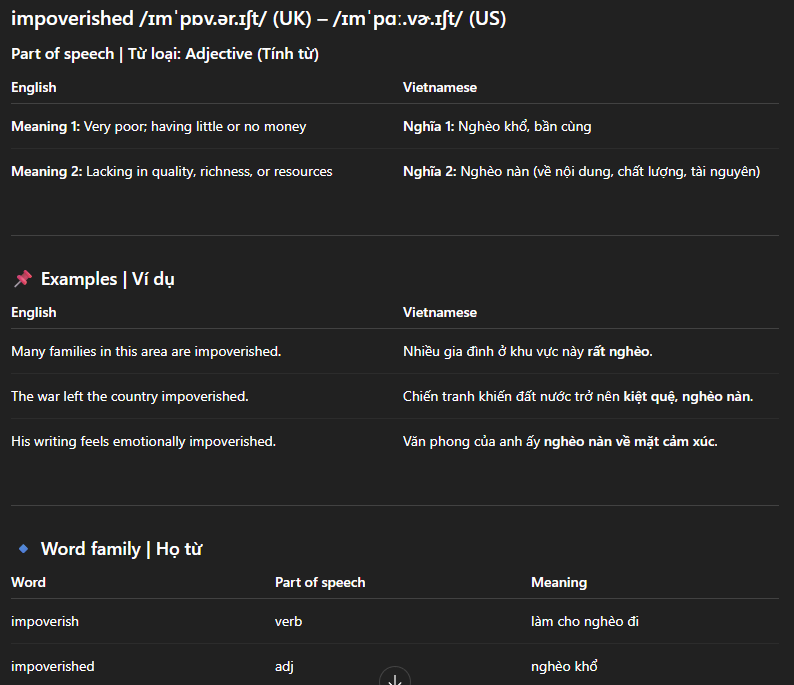 impoverished /ɪmˈpɒv.ər.ɪʃt/ (UK) – /ɪmˈpɑː.vɚ.ɪʃt/ (US)
Part of speech | Từ loại: Adjective (Tính từ)
English Vietnamese
Meaning 1: Very poor; having little or no money Nghĩa 1: Nghèo khổ, bần cùng
Meaning 2: Lacking in quality, richness, or resources Nghĩa 2: Nghèo nàn (về nội dung, chất lượng, tài nguyên)
📌 Examples | Ví dụ
English Vietnamese
Many families in this area are impoverished. Nhiều gia đình ở khu vực này rất nghèo.
The war left the country impoverished. Chiến tranh khiến đất nước trở nên kiệt quệ, nghèo nàn.
His writing feels emotionally impoverished. Văn phong của anh ấy nghèo nàn về mặt cảm xúc.
🔹 Word family | Họ từ
Word Part of speech Meaning
impoverish verb làm cho nghèo đi
impoverished adj nghèo khổ